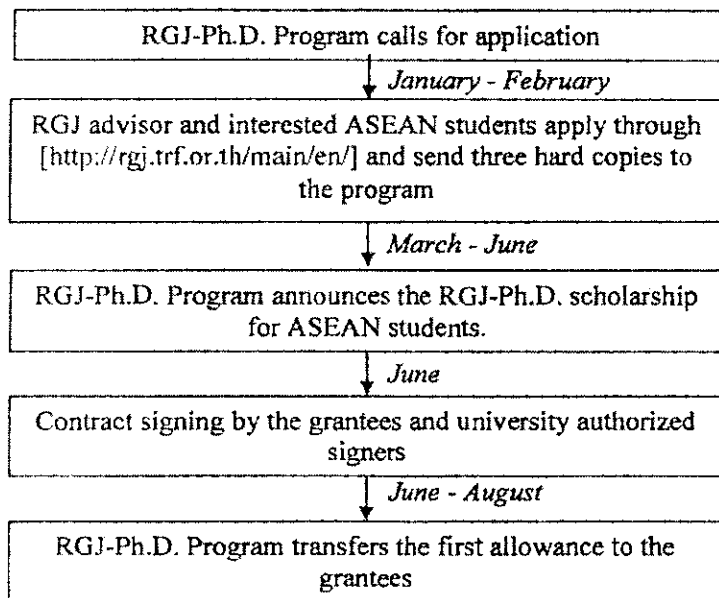 RGJ-Ph.D. Program calls for application
January - February
RGJ advisor and interested ASEAN students apply through
[http://rgj.trf.or.th/main/en/] and send three hard copies to
the program
March - June
RGJ-Ph.D. Program announces the RGJ-Ph.D. scholarship
for ASEAN students.
June
Contract signing by the grantees and university authorized
signers
June - August
RGJ-Ph.D. Program transfers the first allowance to the
grantees